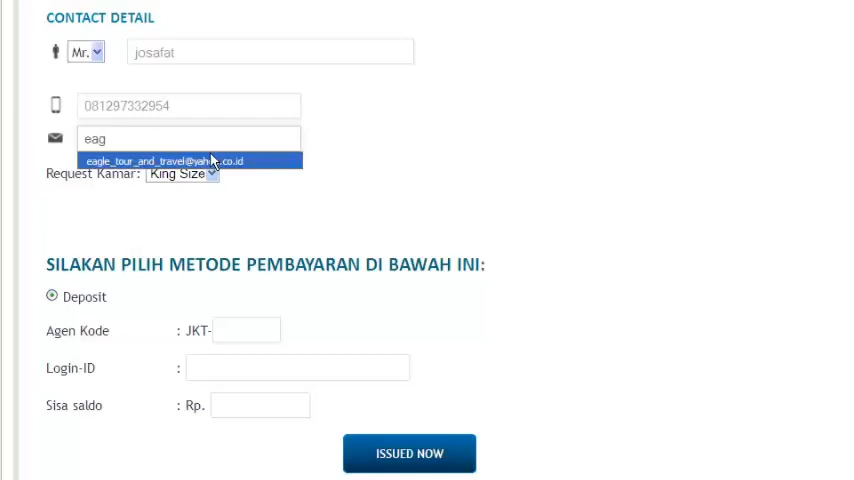 CONTACT DETAIL
Mr. josafat
081297332954
eag
eagle_tour_and_travel@yahoo.co.id
Request Kamar: King Size
SILAKAN PILIH METODE PEMBAYARAN DI BAWAH INI:
Deposit
Agen Kode : JKT-
Login-ID :
Sisa saldo : Rp.
ISSUED NOW